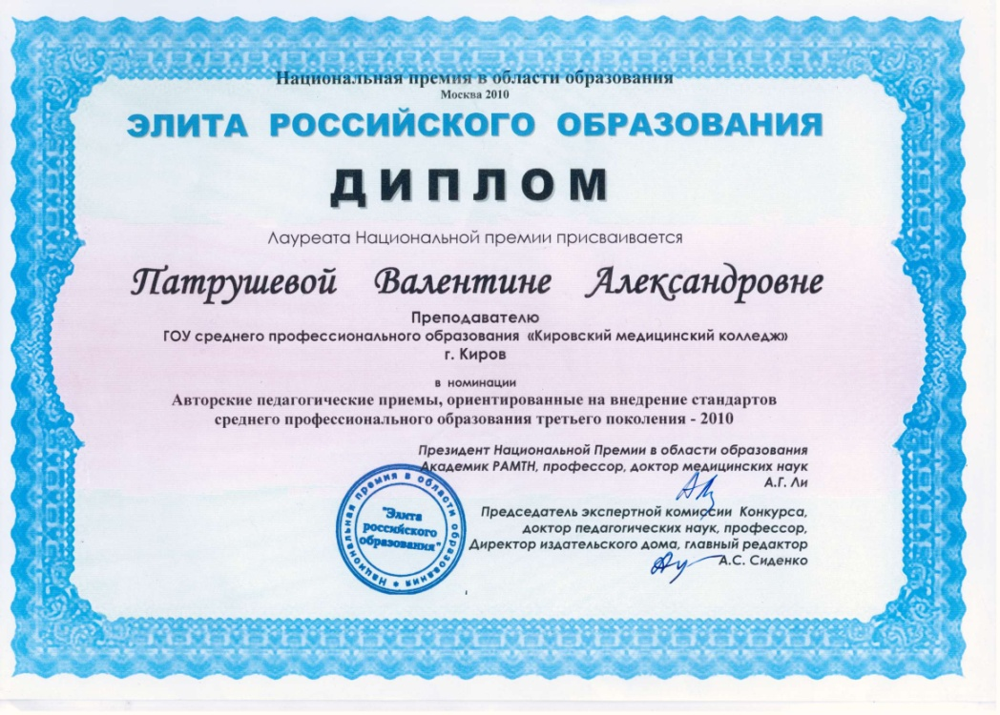 Национальная премия в области образования
Москва 2010
ЭЛИТА РОССИЙСКОГО ОБРАЗОВАНИЯ
ДИПЛОМ
Лауреата Национальной премии присваивается
Патрушевой Валентине Александровне
Преподавателю
ГОУ среднего профессионального образования «Кировский медицинский колледж»
г. Киров
в номинации
Авторские педагогические приемы, ориентированные на внедрение стандартов
среднего профессионального образования третьего поколения - 2010
Президент Национальной Премии в области образования
Академик РАМТН, профессор, доктор медицинских наук
А.Г. Ли
Председатель экспертной комиссии Конкурса,
доктор педагогических наук, профессор,
Директор издательского дома, главный редактор
А.С. Сиденко
Национальная премия в области образования
"Элита
российского
образования"